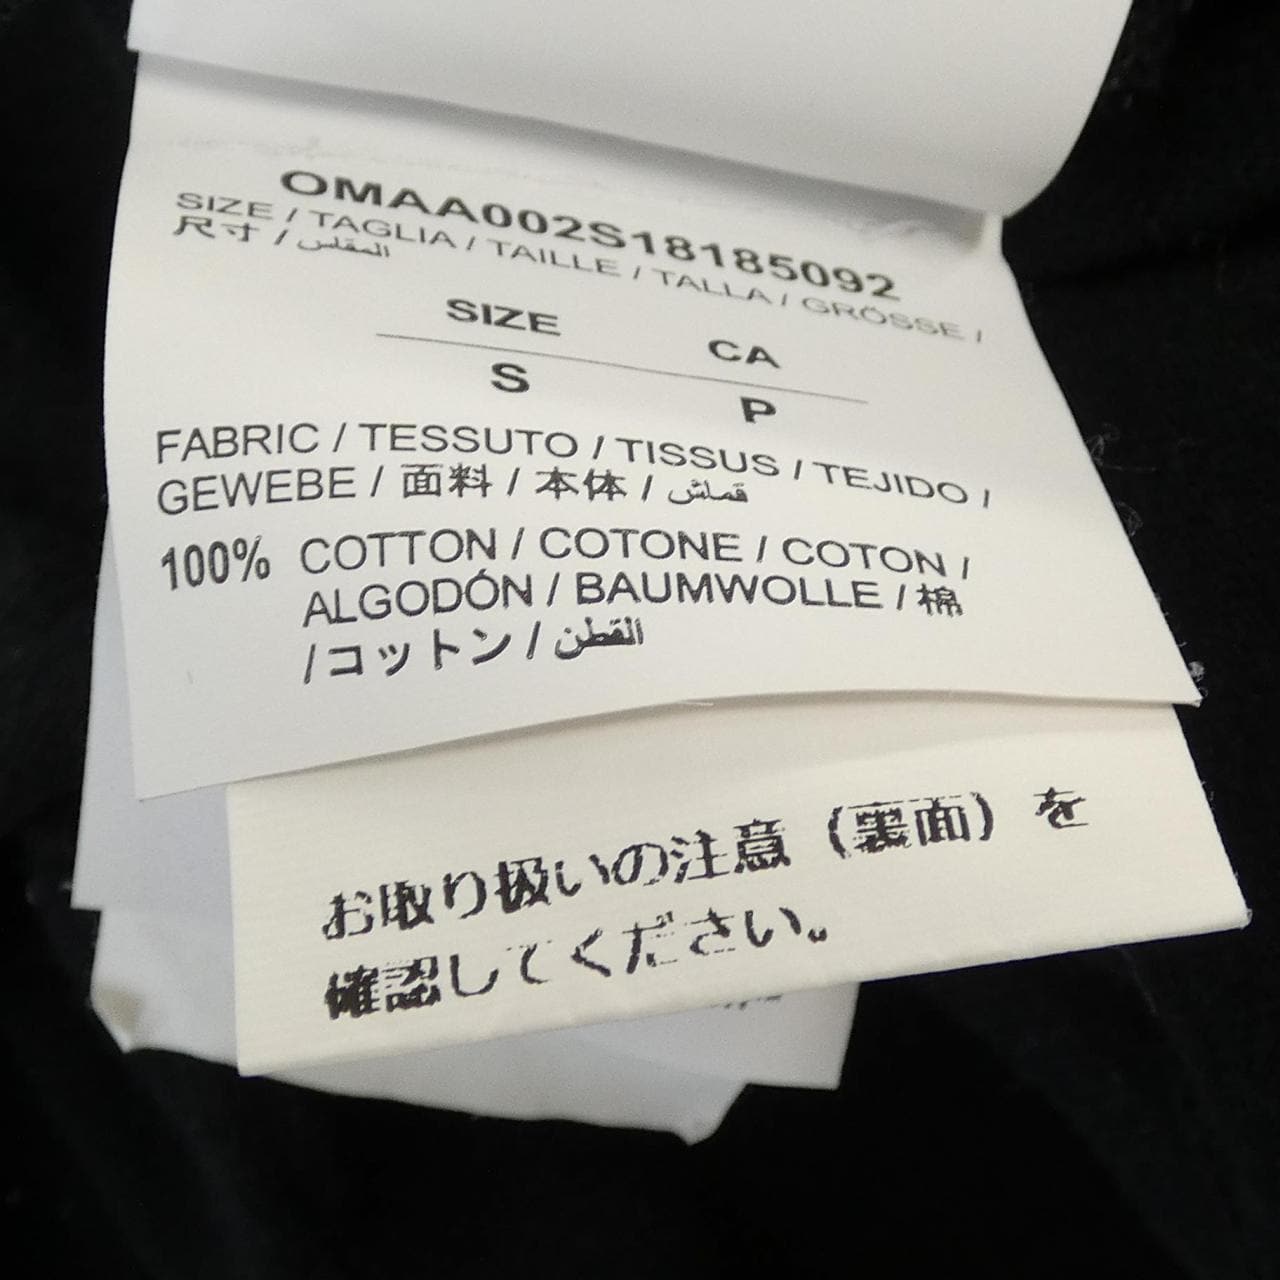 OMAA002S18185092
SIZE / TAGLIA / TAILLE / TALLA / GRÖSSE /
尺寸 / المقاس
SIZE CA
S P
FABRIC / TESSUTO / TISSUS / TEJIDO /
GEWEBE / 面料 / 本体 / قماش
100% COTTON / COTONE / COTON /
ALGODÓN / BAUMWOLLE / 棉
/ コットン / القطن
お取り扱いの注意（裏面）を
確認してください。